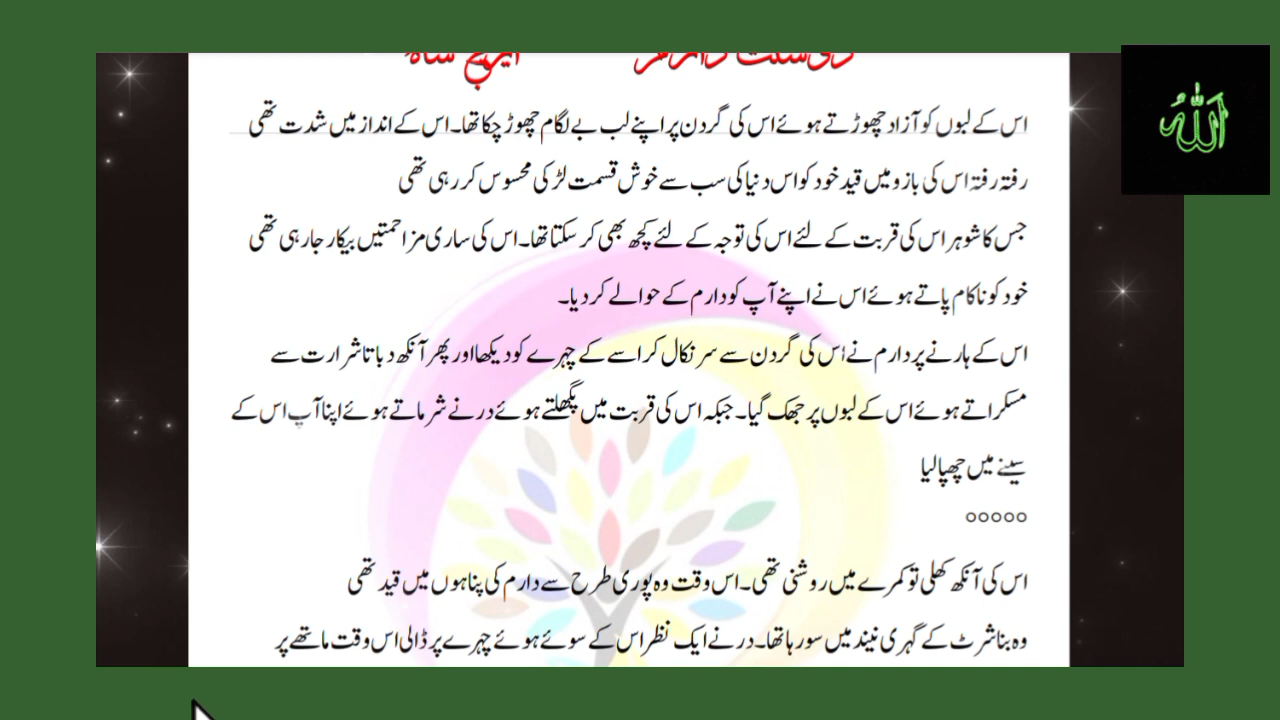 اس کے لبوں کو آزاد چھوڑتے ہوئے اس کی گردن پر اپنے لب بے لگام چھوڑ چکا تھا۔ اس کے انداز میں شدت تھی
رفتہ رفتہ اس کی بازو میں قید خود کو اس دنیا کی سب سے خوش قسمت لڑکی محسوس کر رہی تھی
جس کا شوہر اس کی قربت کے لئے اس کی توجہ کے لئے کچھ بھی کر سکتا تھا۔ اس کی ساری مزاحمتیں بیکار جا رہی تھی
خود کو ناکام پاتے ہوئے اس نے اپنے آپ کو دارم کے حوالے کر دیا۔
اس کے ہارنے پر دارم نے اُس کی گردن سے سر نکال کر اسے کے چہرے کو دیکھا اور پھر آنکھ دباتا شرارت سے
مسکراتے ہوئے اس کے لبوں پر جھک گیا۔ جبکہ اس کی قربت میں پگھلتے ہوئے در نے شرماتے ہوئے اپنا آپ اس کے
سینے میں چھپا لیا
○○○○○
اس کی آنکھ کھلی تو کمرے میں روشنی تھی۔ اس وقت وہ پوری طرح سے دارم کی پناہوں میں قید تھی
وہ بنا شرٹ کے گہری نیند میں سو رہا تھا۔ در نے ایک نظر اس کے سوئے ہوئے چہرے پر ڈالی اس وقت ماتھے پر
الله